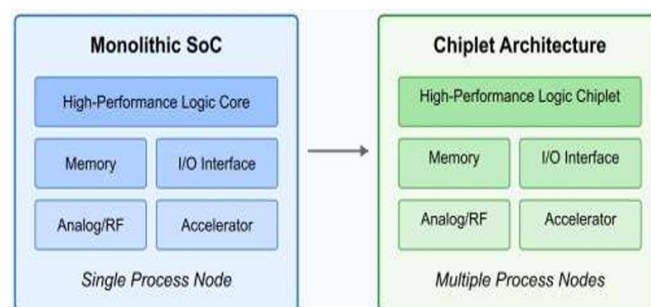 Monolithic SoC
High-Performance Logic Core
Memory
I/O Interface
Analog/RF
Accelerator
Single Process Node
Chiplet Architecture
High-Performance Logic Chiplet
Memory
I/O Interface
Analog/RF
Accelerator
Multiple Process Nodes